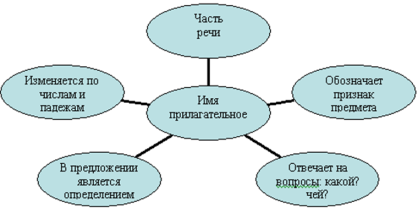 Часть
речи
Изменяется по
числам и
падежам
Обозначает
признак
предмета
Имя
прилагательное
В предложении
является
определением
Отвечает на
вопросы: какой?
чей?